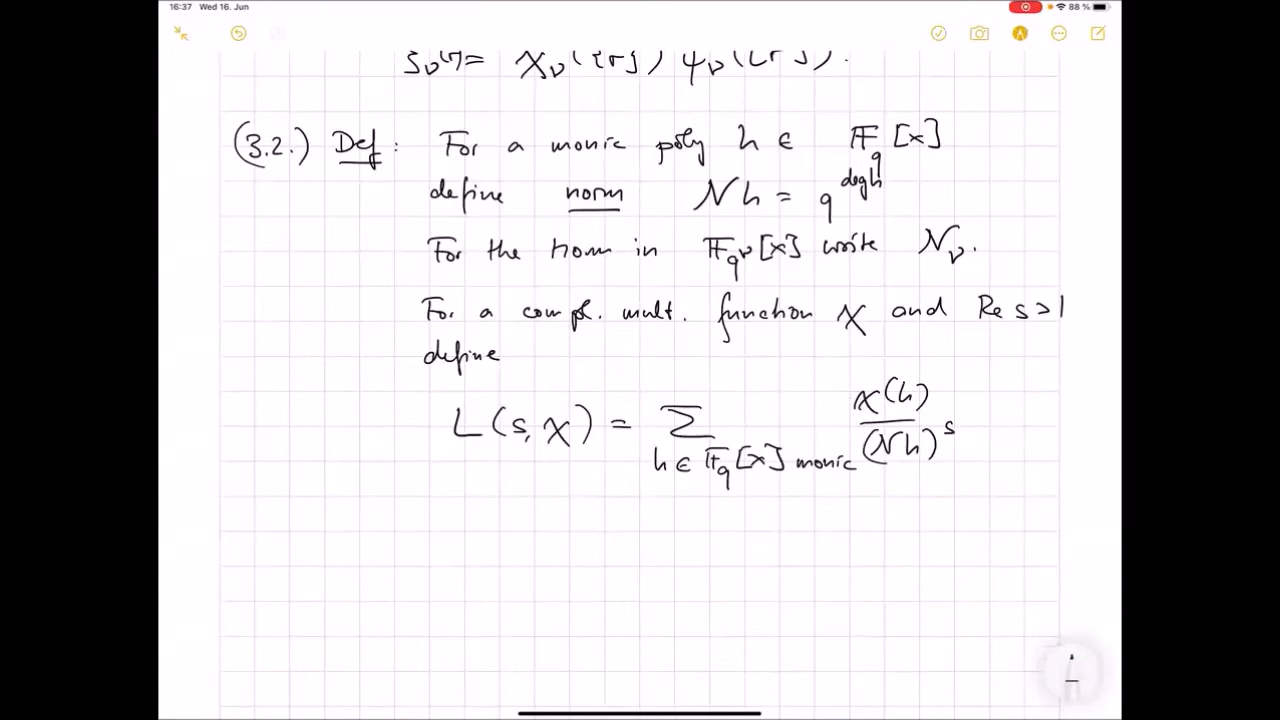 16:37 Wed 16. Jun
88 %
(3.2.) Def: For a monic poly h ∈ 𝔽_q[x]
define norm Nh = q^{deg h}
For the norm in 𝔽_{q^ν}[x] write N_ν.
For a compl. mult. function χ and Re s > 1
define
L(s, χ) = Σ_{h ∈ 𝔽_q[x] monic} χ(h)/(Nh)^s